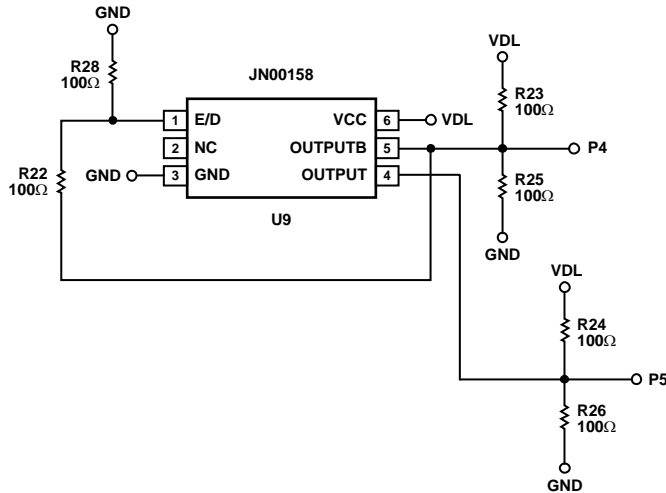 GND
R28
100Ω
JN00158
VDL
R23
100Ω
1 E/D
VCC 6
VDL
2 NC
OUTPUTB 5
P4
R22
100Ω
GND
3 GND
OUTPUT 4
R25
100Ω
U9
GND
VDL
R24
100Ω
P5
R26
100Ω
GND